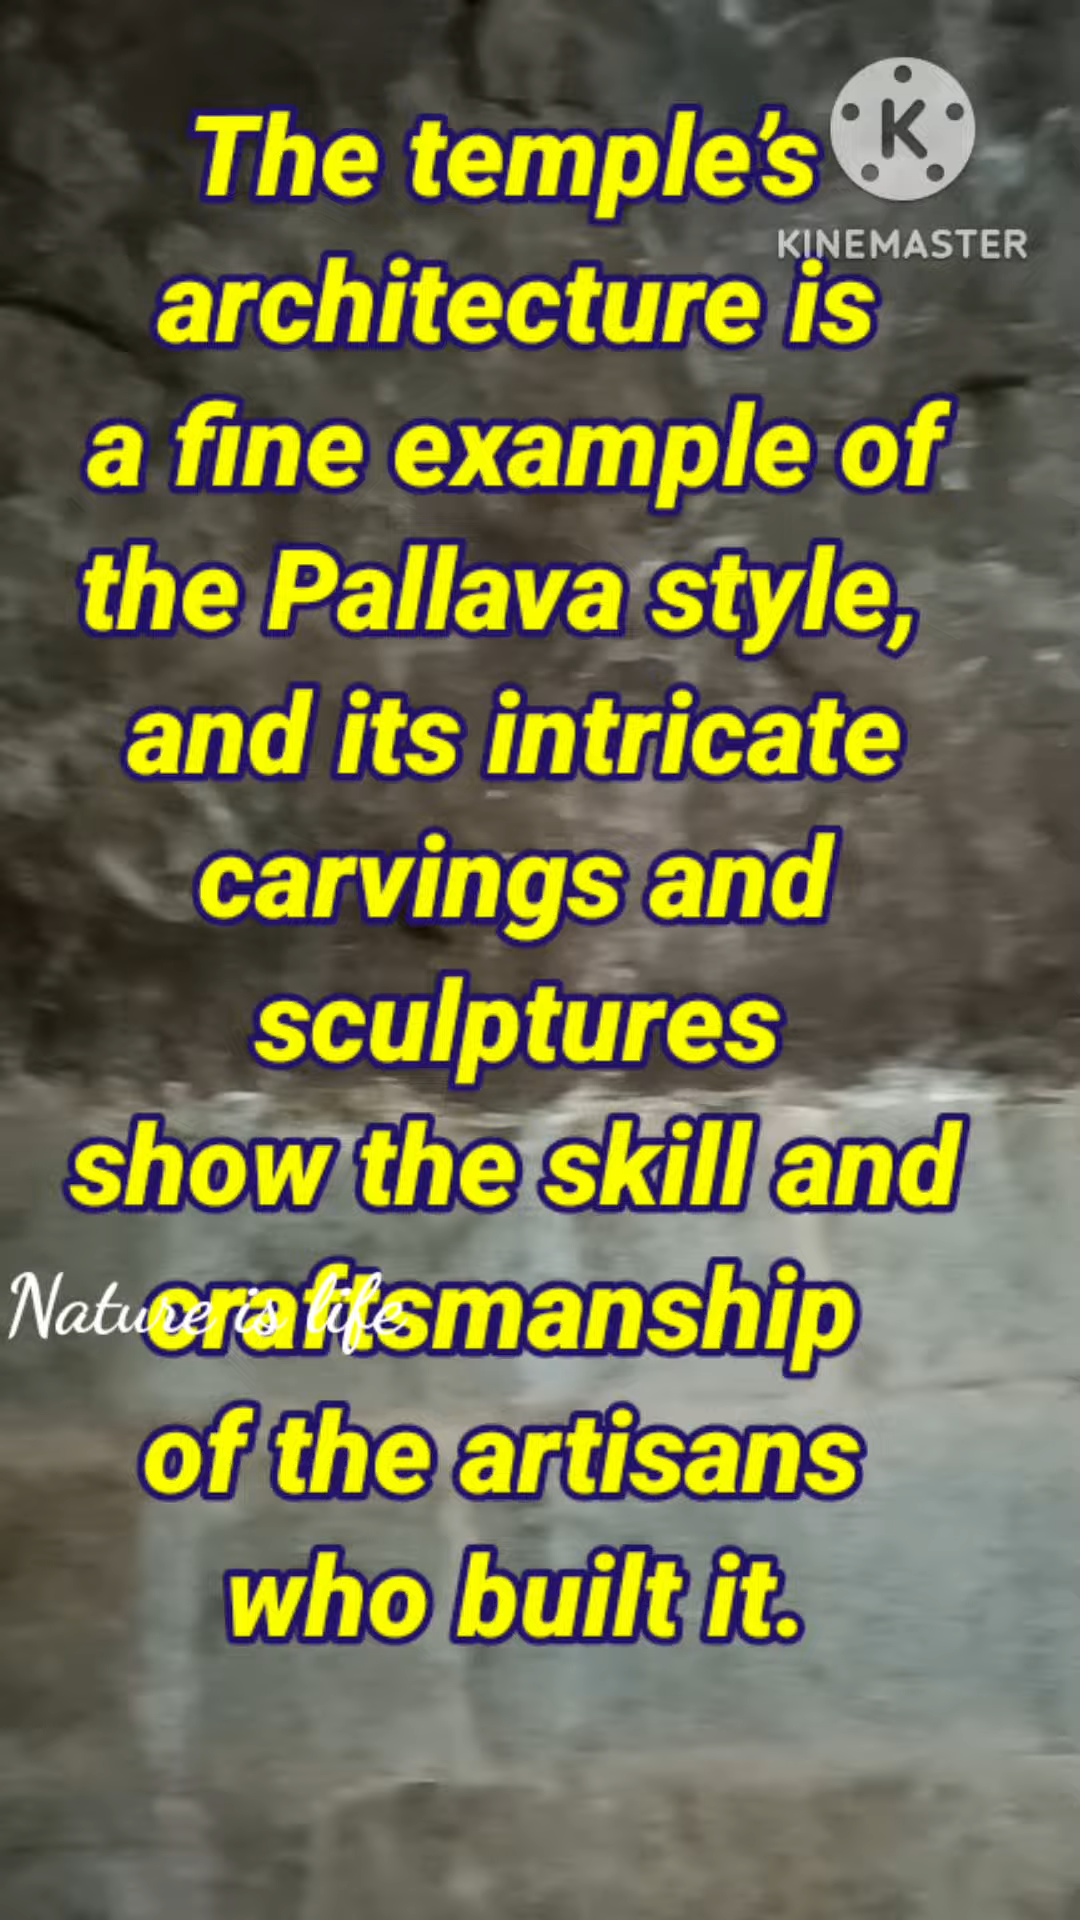 The temple’s
KINEMASTER
architecture is
a fine example of
the Pallava style,
and its intricate
carvings and
sculptures
show the skill and
Nature is life
craftsmanship
of the artisans
who built it.